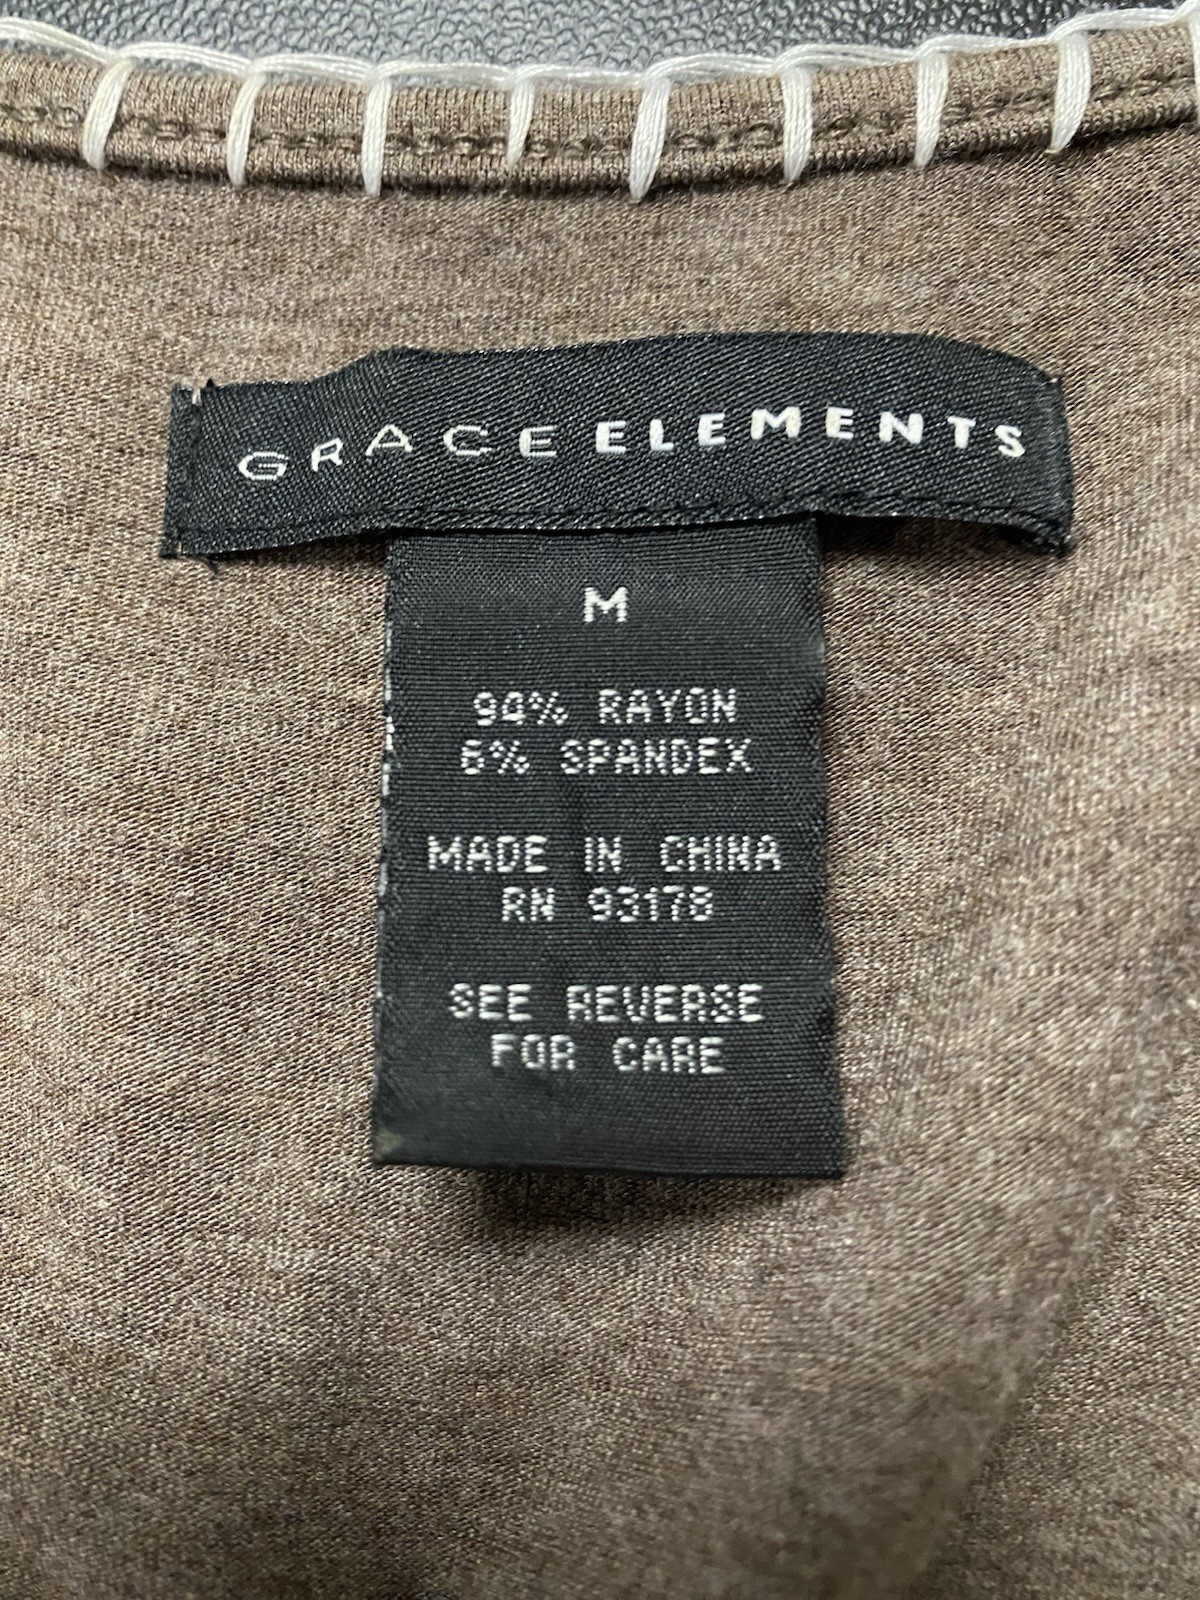 GRACE ELEMENTS
M
94% RAYON
6% SPANDEX
MADE IN CHINA
RN 93178
SEE REVERSE
FOR CARE